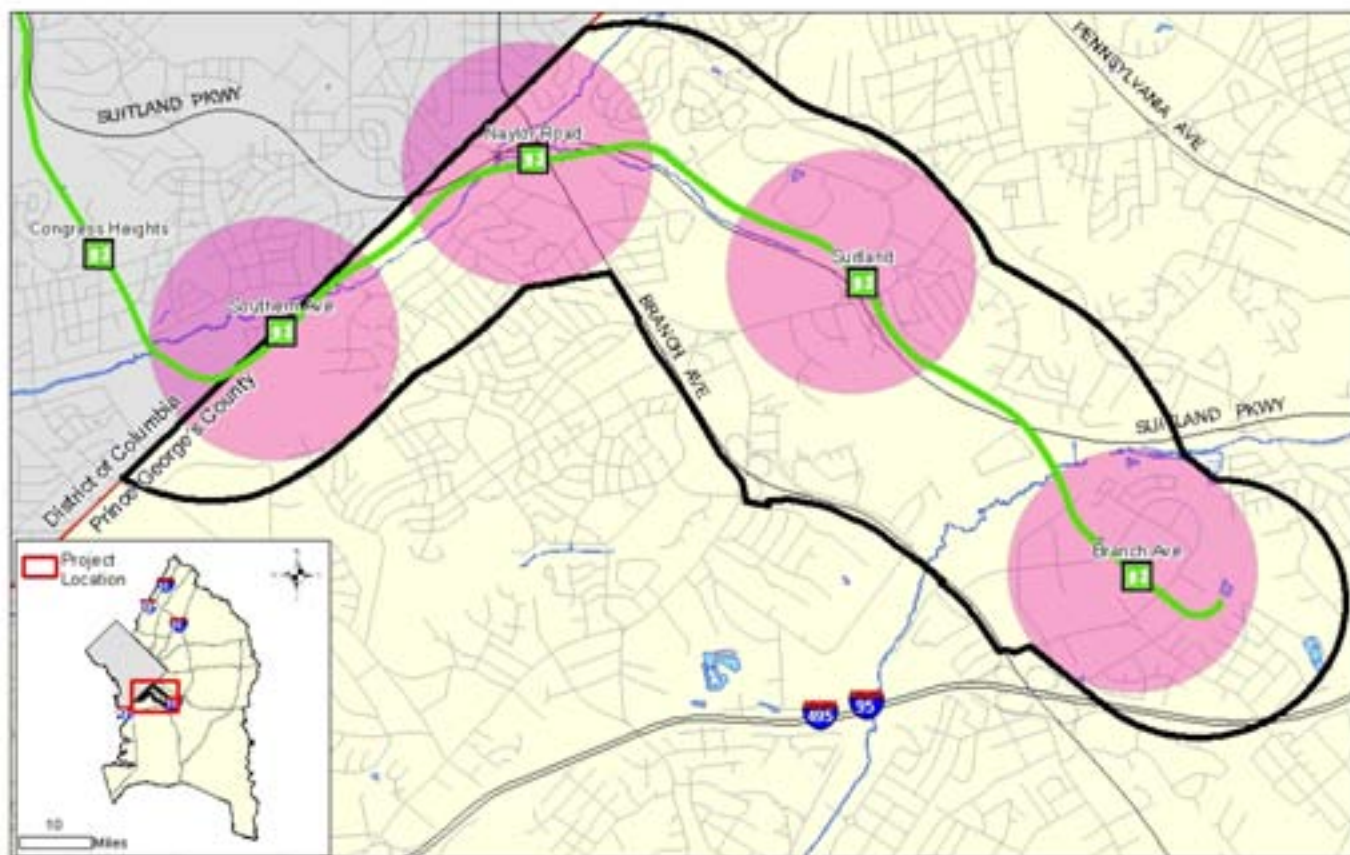 SUITLAND PKWY
PENNSYLVANIA AVE
Naylor Road
Congress Heights
Suitland
Southern Ave
BRANCH AVE
District of Columbia
Prince George's County
SUITLAND PKWY
Branch Ave
495
95
Project
Location
10
Miles